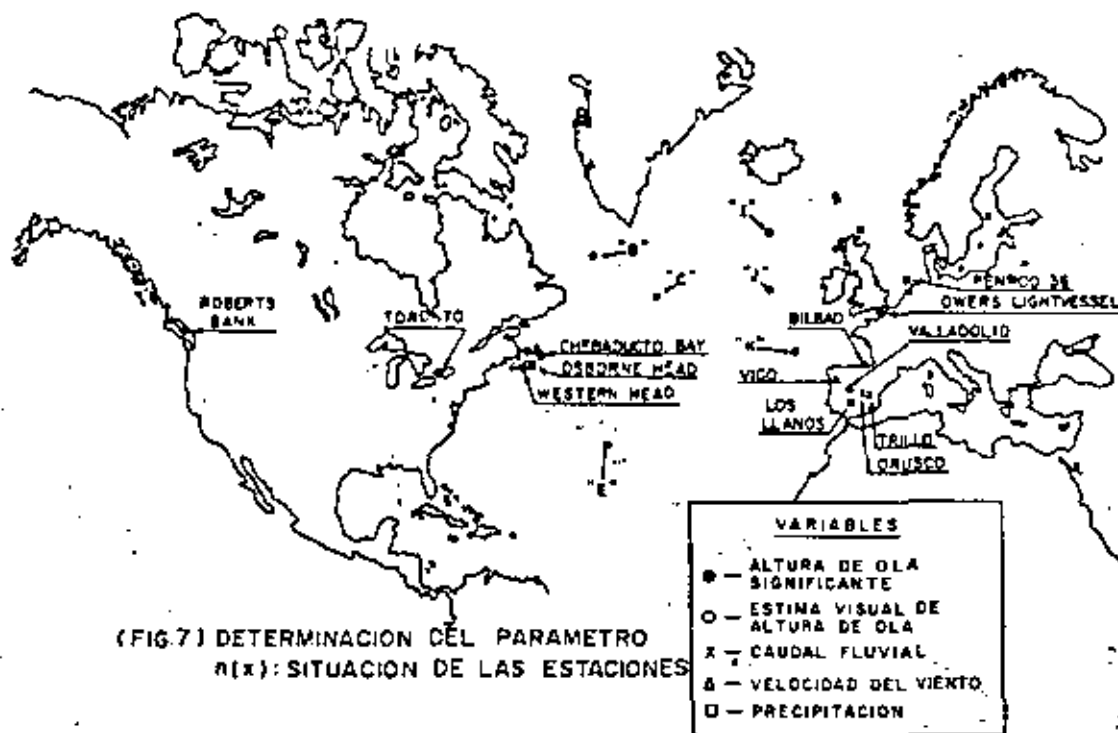 "I"
"B"
"C"
"J"
PENROD 36
OWERS LIGHTVESSEL
ROBERTS
BANK
TORONTO
BILBAO
VALLADOLID
CHEBADUCTO BAY
"K"
OSBORNE HEAD
VIGO
WESTERN HEAD
LOS
LLANOS
TRILLO
ORUSCO
"E"
VARIABLES
● — ALTURA DE OLA
SIGNIFICANTE
○ — ESTIMA VISUAL DE
ALTURA DE OLA
x — CAUDAL FLUVIAL
△ — VELOCIDAD DEL VIENTO
□ — PRECIPITACION
(FIG.7) DETERMINACION DEL PARAMETRO
n(x): SITUACION DE LAS ESTACIONES